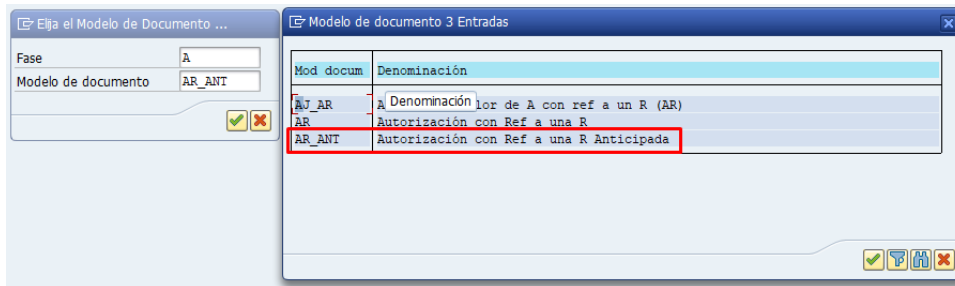 Elija el Modelo de Documento ...
Fase A
Modelo de documento AR_ANT
Modelo de documento 3 Entradas
Mod docum Denominación
AJ_AR A Denominación lor de A con ref a un R (AR)
AR Autorización con Ref a una R
AR_ANT Autorización con Ref a una R Anticipada